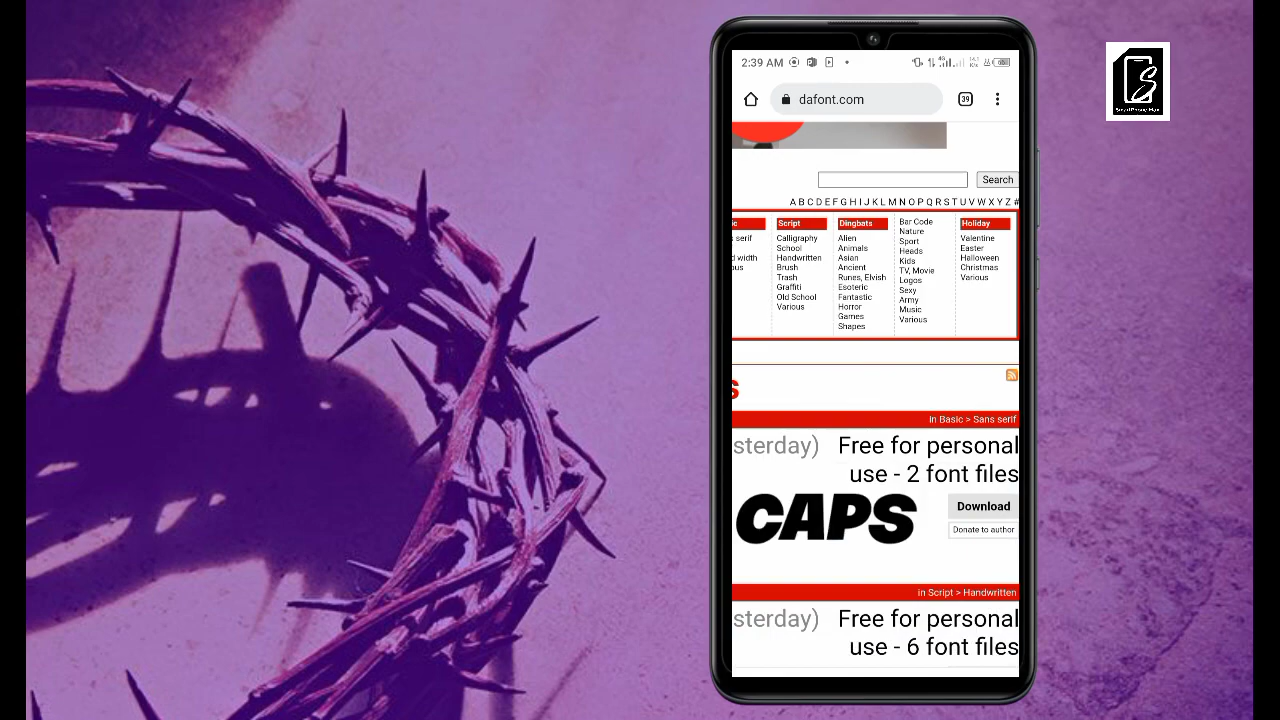 2:39 AM
39
dafont.com
Search
A B C D E F G H I J K L M N O P Q R S T U V W X Y Z #
ic
s serif
d width
ous
Script
Calligraphy
School
Handwritten
Brush
Trash
Graffiti
Old School
Various
Dingbats
Alien
Animals
Asian
Ancient
Runes, Elvish
Esoteric
Fantastic
Horror
Games
Shapes
Bar Code
Nature
Sport
Heads
Kids
TV, Movie
Logos
Sexy
Army
Music
Various
Holiday
Valentine
Easter
Halloween
Christmas
Various
s
in Basic > Sans serif
sterday) Free for personal
use - 2 font files
CAPS
Download
Donate to author
in Script > Handwritten
sterday) Free for personal
use - 6 font files